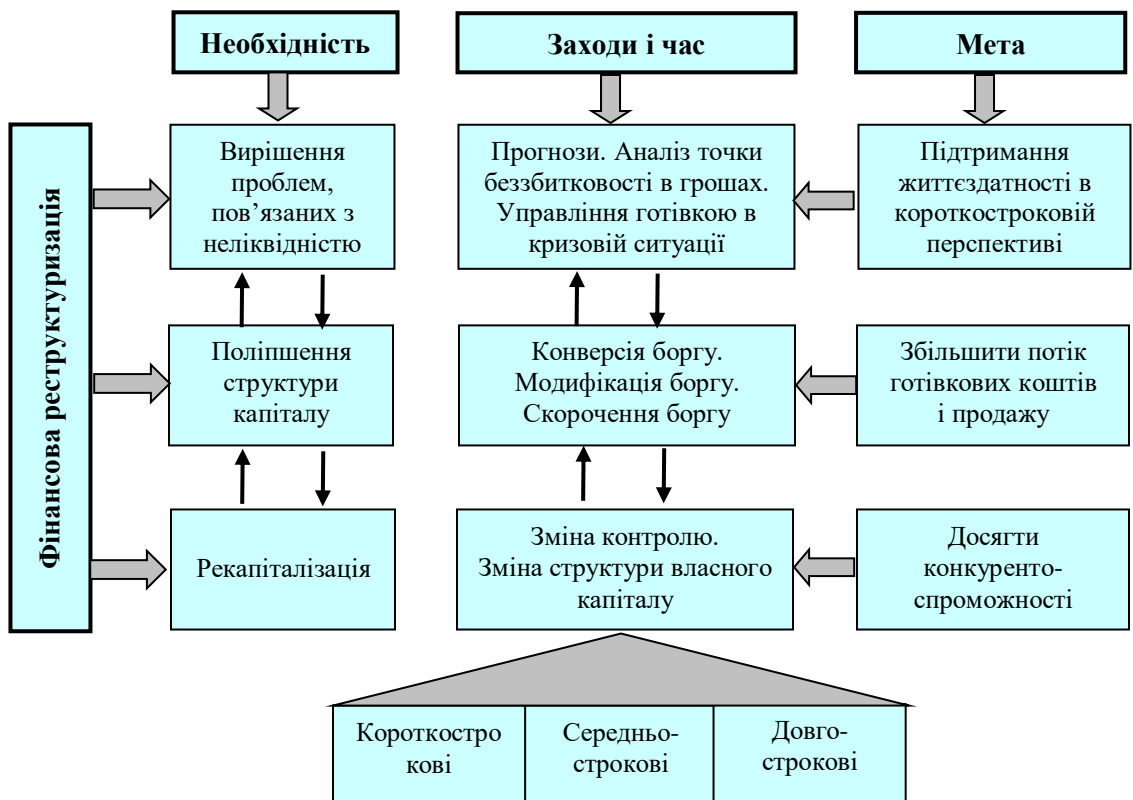 Необхідність
Заходи і час
Мета
Фінансова реструктуризація
Вирішення
проблем,
пов’язаних з
неліквідністю
Прогнози. Аналіз точки
беззбитковості в грошах.
Управління готівкою в
кризовій ситуації
Підтримання
життєздатності в
короткостроковій
перспективі
Поліпшення
структури
капіталу
Конверсія боргу.
Модифікація боргу.
Скорочення боргу
Збільшити потік
готівкових коштів
і продажу
Рекапіталізація
Зміна контролю.
Зміна структури власного
капіталу
Досягти
конкуренто-
спроможності
Короткостро
кові
Середньо-
строкові
Довго-
строкові